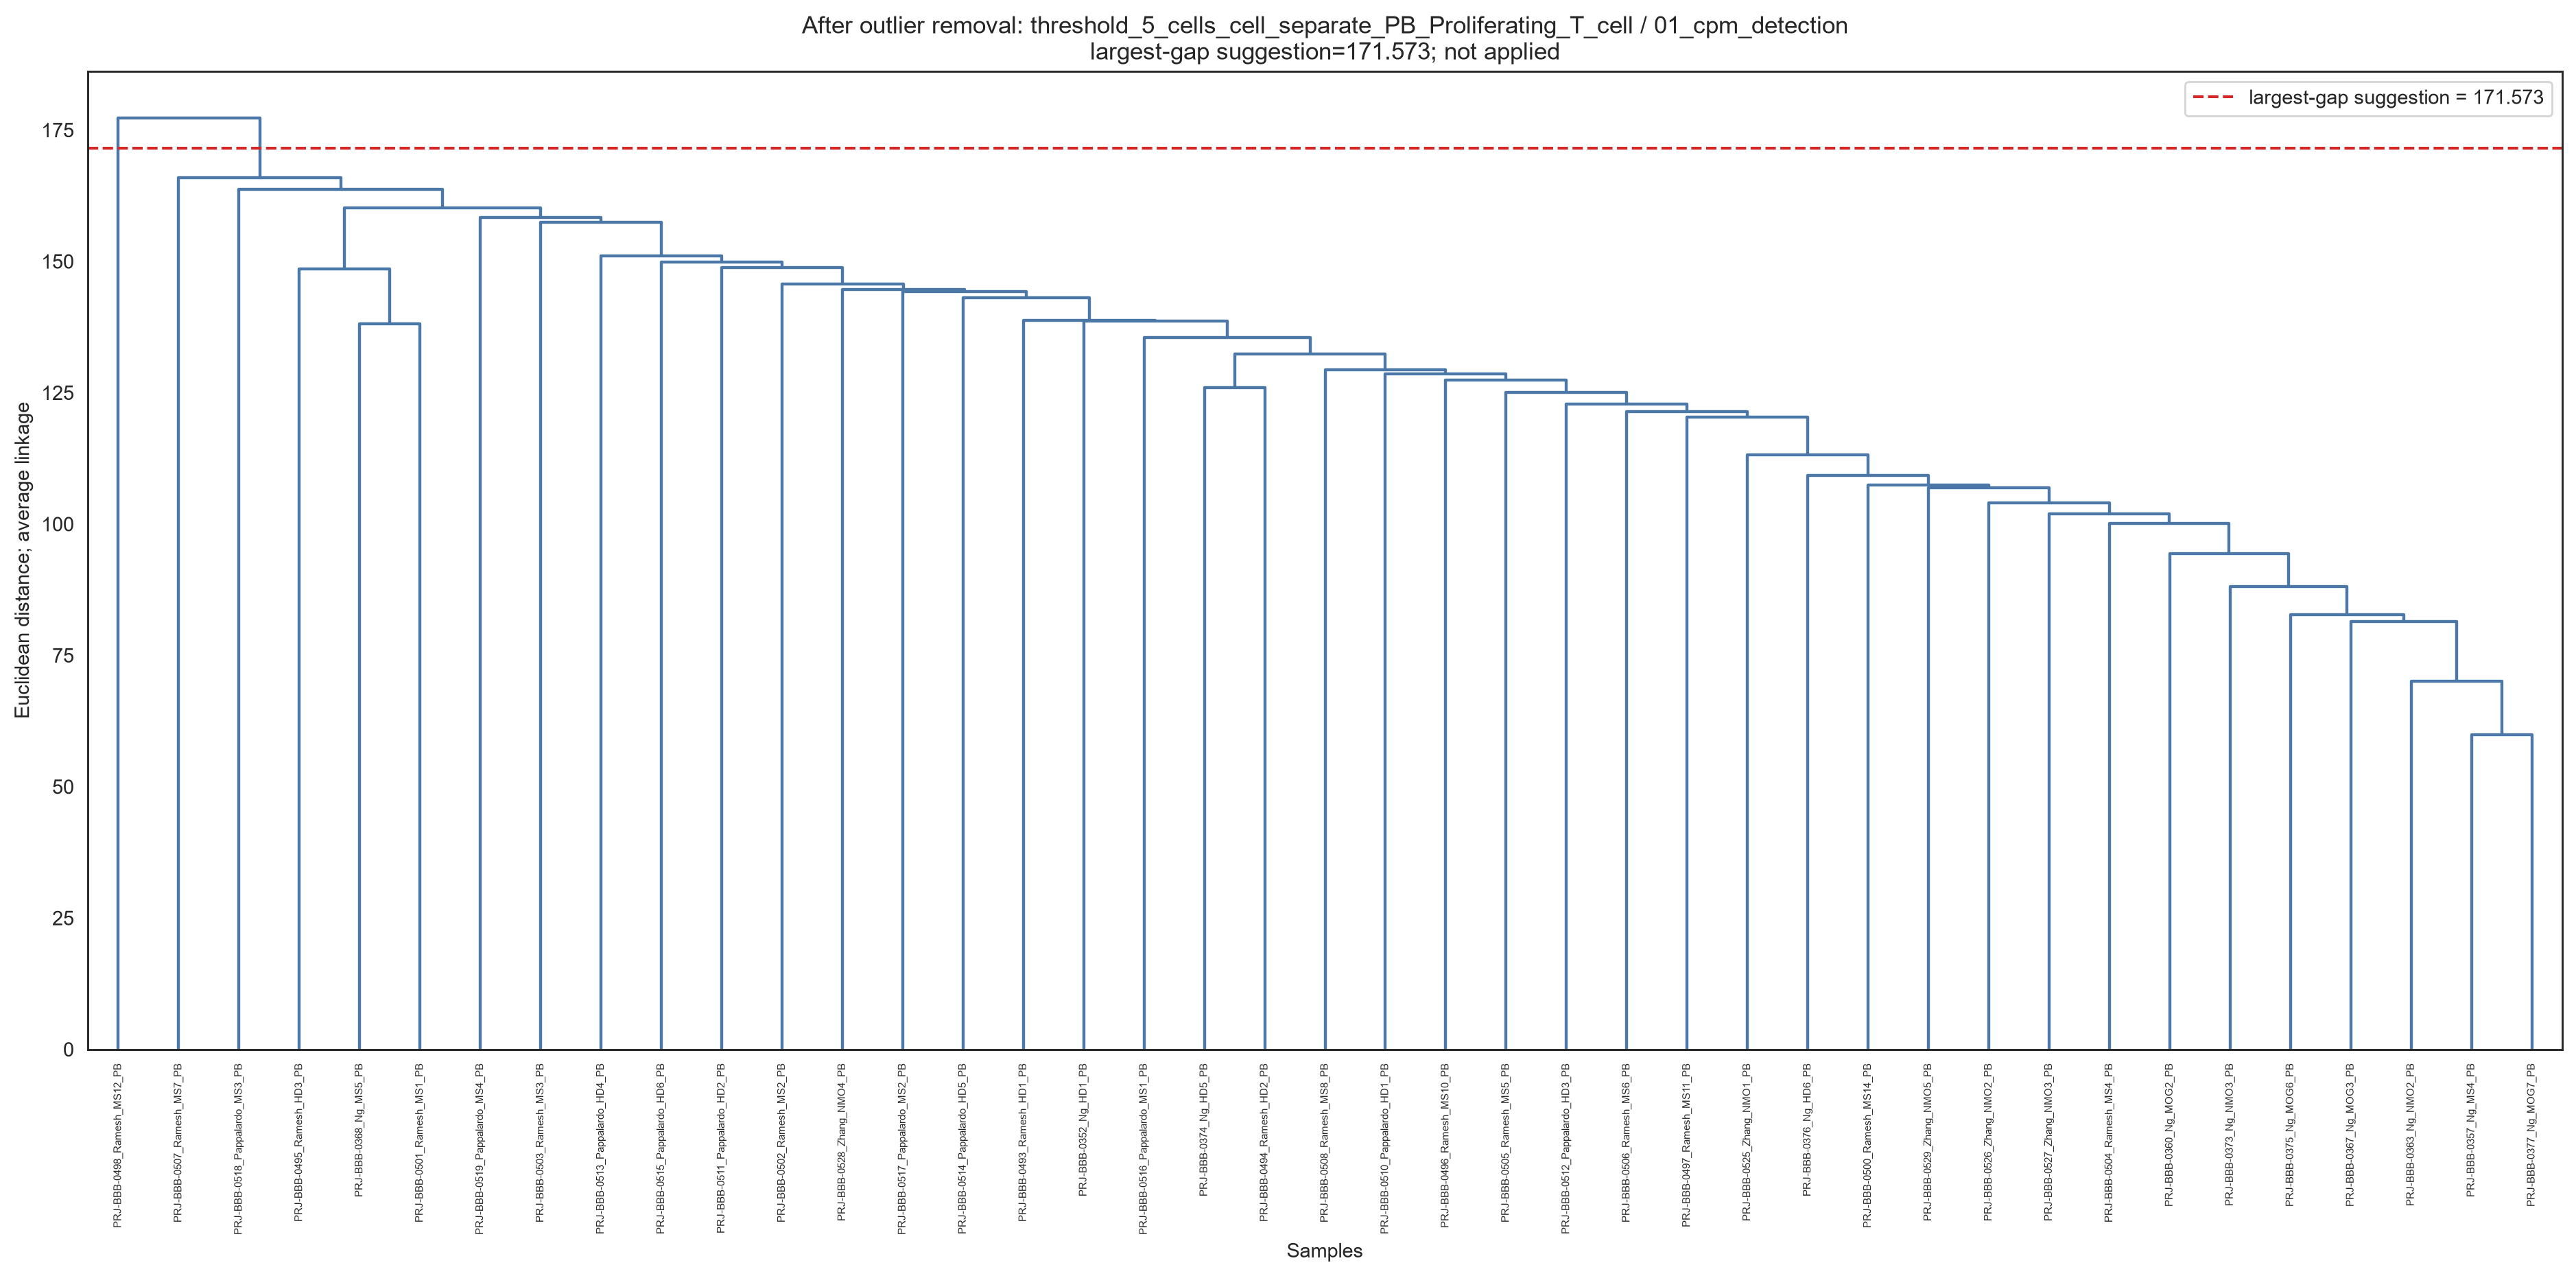 After outlier removal: threshold_5_cells_cell_separate_PB_Proliferating_T_cell / 01_cpm_detection
largest-gap suggestion=171.573; not applied
largest-gap suggestion = 171.573
Euclidean distance; average linkage
175
150
125
100
75
50
25
0
PRJ-BBB-0498_Ramesh_MS12_PB
PRJ-BBB-0507_Ramesh_MS7_PB
PRJ-BBB-0518_Pappalardo_MS3_PB
PRJ-BBB-0495_Ramesh_HD3_PB
PRJ-BBB-0368_Ng_MS5_PB
PRJ-BBB-0501_Ramesh_MS1_PB
PRJ-BBB-0519_Pappalardo_MS4_PB
PRJ-BBB-0503_Ramesh_MS3_PB
PRJ-BBB-0513_Pappalardo_HD4_PB
PRJ-BBB-0515_Pappalardo_HD6_PB
PRJ-BBB-0511_Pappalardo_HD2_PB
PRJ-BBB-0502_Ramesh_MS2_PB
PRJ-BBB-0528_Zhang_NMO4_PB
PRJ-BBB-0517_Pappalardo_MS2_PB
PRJ-BBB-0514_Pappalardo_HD5_PB
PRJ-BBB-0493_Ramesh_HD1_PB
PRJ-BBB-0352_Ng_HD1_PB
PRJ-BBB-0516_Pappalardo_MS1_PB
PRJ-BBB-0374_Ng_HD5_PB
PRJ-BBB-0494_Ramesh_HD2_PB
PRJ-BBB-0508_Ramesh_MS8_PB
PRJ-BBB-0510_Pappalardo_HD1_PB
PRJ-BBB-0496_Ramesh_MS10_PB
PRJ-BBB-0505_Ramesh_MS5_PB
PRJ-BBB-0512_Pappalardo_HD3_PB
PRJ-BBB-0506_Ramesh_MS6_PB
PRJ-BBB-0497_Ramesh_MS11_PB
PRJ-BBB-0525_Zhang_NMO1_PB
PRJ-BBB-0376_Ng_HD6_PB
PRJ-BBB-0500_Ramesh_MS14_PB
PRJ-BBB-0529_Zhang_NMO5_PB
PRJ-BBB-0526_Zhang_NMO2_PB
PRJ-BBB-0527_Zhang_NMO3_PB
PRJ-BBB-0504_Ramesh_MS4_PB
PRJ-BBB-0360_Ng_MOG2_PB
PRJ-BBB-0373_Ng_NMO3_PB
PRJ-BBB-0375_Ng_MOG6_PB
PRJ-BBB-0367_Ng_MOG3_PB
PRJ-BBB-0363_Ng_NMO2_PB
PRJ-BBB-0357_Ng_MS4_PB
PRJ-BBB-0377_Ng_MOG7_PB
Samples